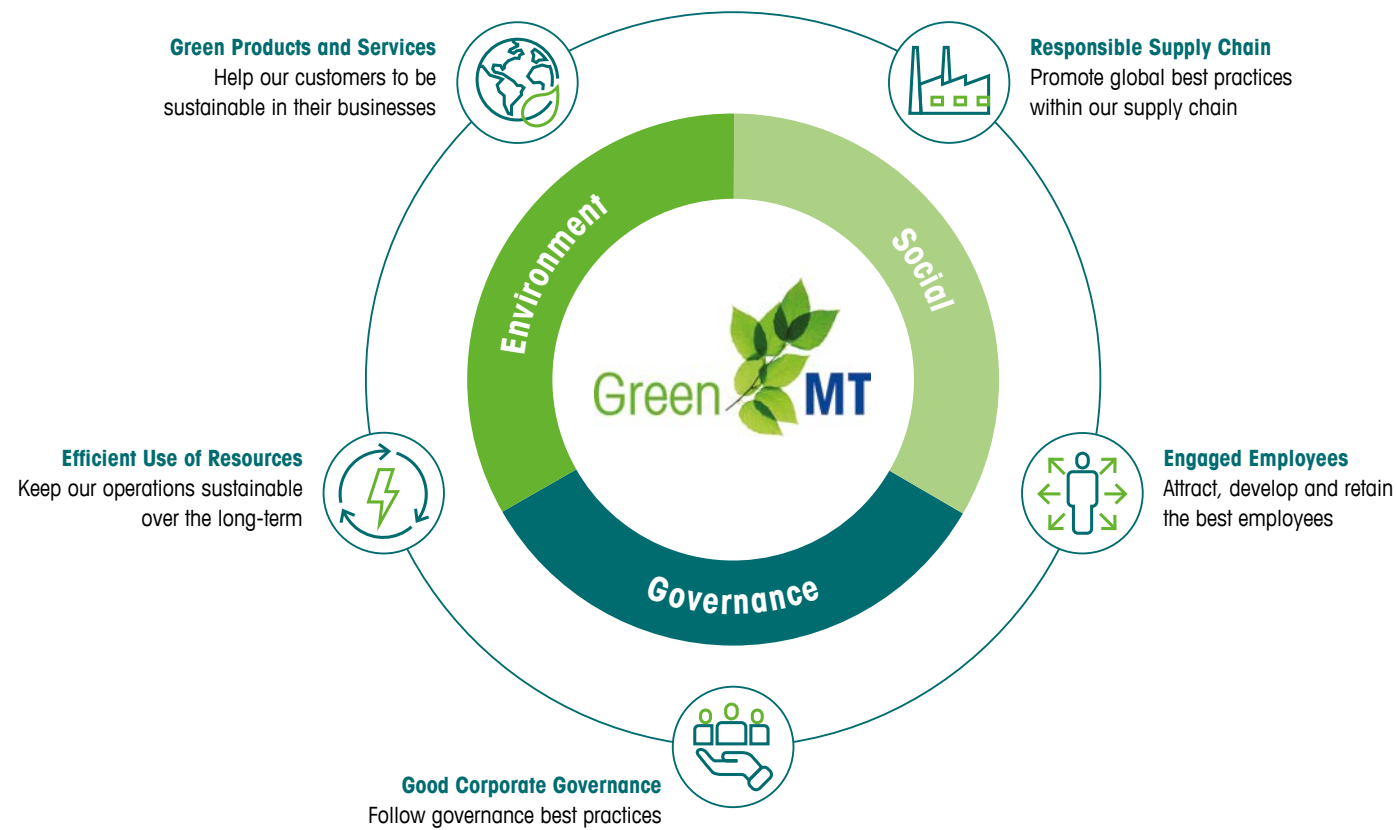 Green Products and Services
Help our customers to be
sustainable in their businesses
Responsible Supply Chain
Promote global best practices
within our supply chain
Environment
Social
Green MT
Efficient Use of Resources
Keep our operations sustainable
over the long-term
Engaged Employees
Attract, develop and retain
the best employees
Governance
Good Corporate Governance
Follow governance best practices